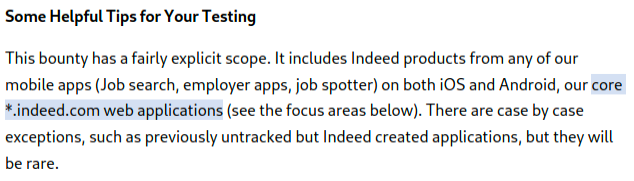 Some Helpful Tips for Your Testing
This bounty has a fairly explicit scope. It includes Indeed products from any of our
mobile apps (Job search, employer apps, job spotter) on both iOS and Android, our core
*.indeed.com web applications (see the focus areas below). There are case by case
exceptions, such as previously untracked but Indeed created applications, but they will
be rare.